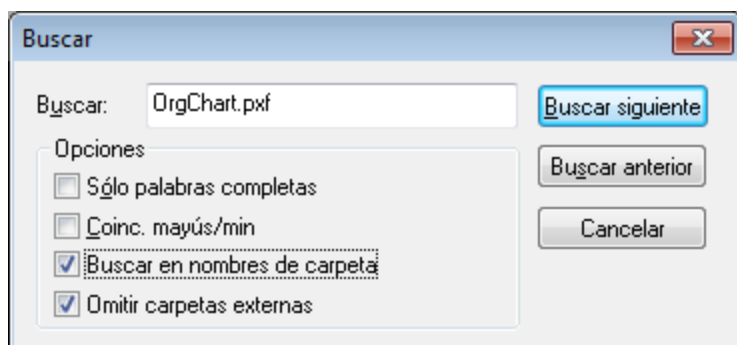 Buscar
Buscar: OrgChart.pxf
Buscar siguiente
Opciones
Buscar anterior
Sólo palabras completas
Coinc. mayús/min
Cancelar
Buscar en nombres de carpeta
Omitir carpetas externas